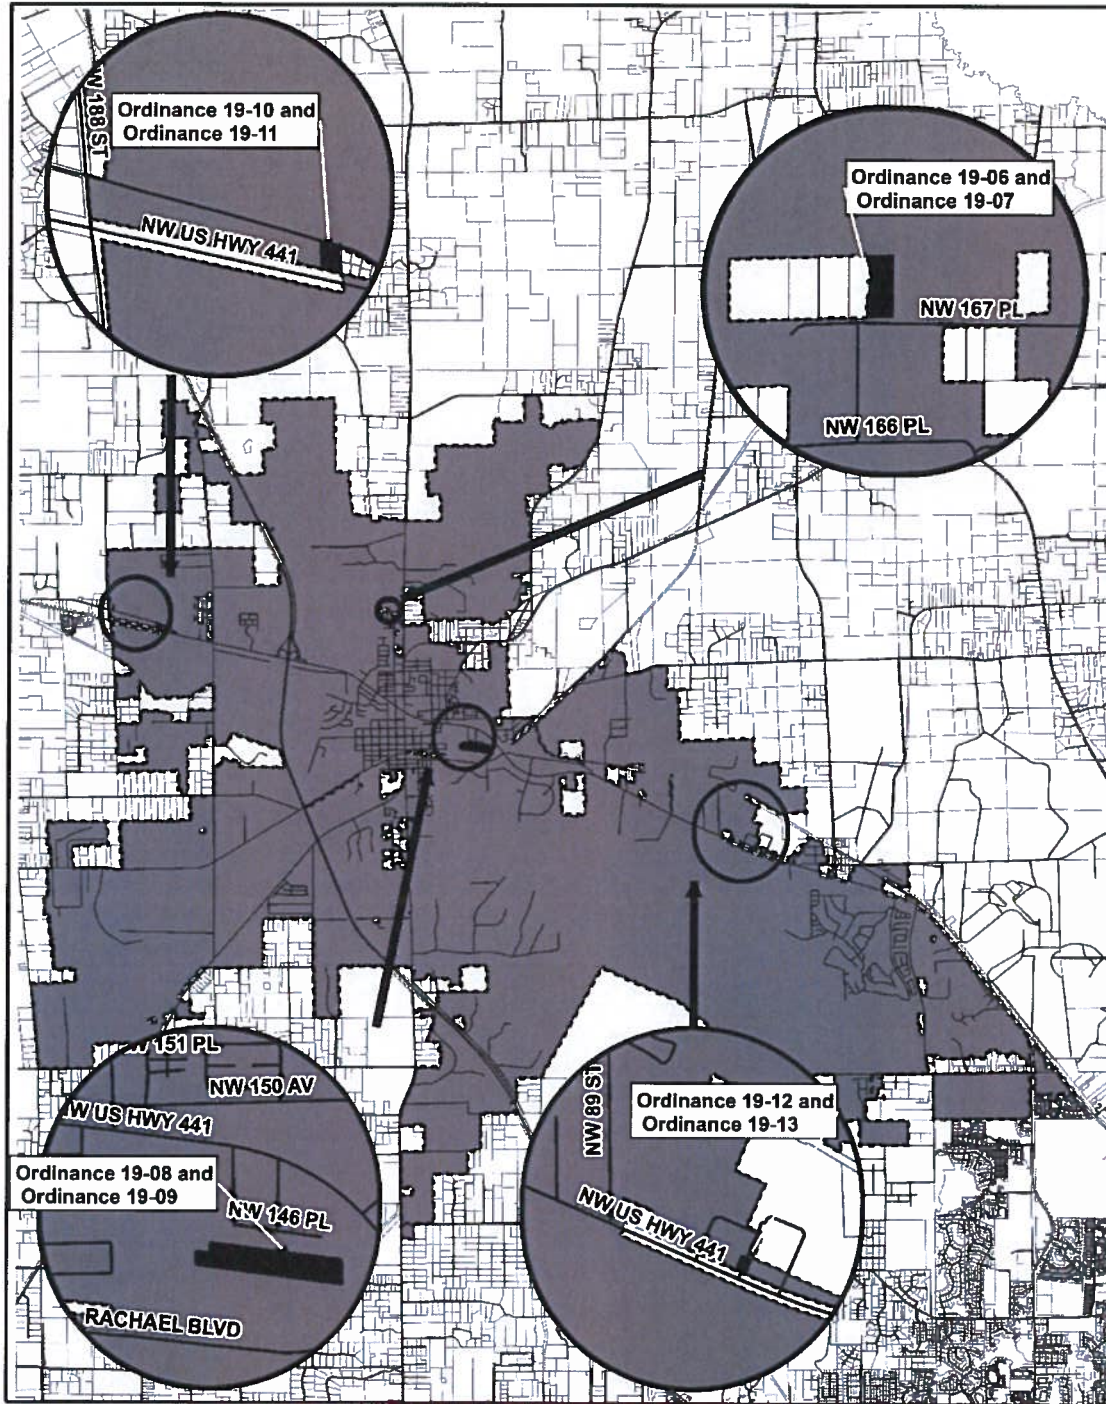 W 188 ST
Ordinance 19-10 and
Ordinance 19-11
NW US HWY 441
Ordinance 19-06 and
Ordinance 19-07
NW 167 PL
NW 166 PL
W 151 PL
NW 150 AV
W US HWY 441
Ordinance 19-08 and
Ordinance 19-09
NW 146 PL
RACHAEL BLVD
NW 89 ST
Ordinance 19-12 and
Ordinance 19-13
NW US HWY 441